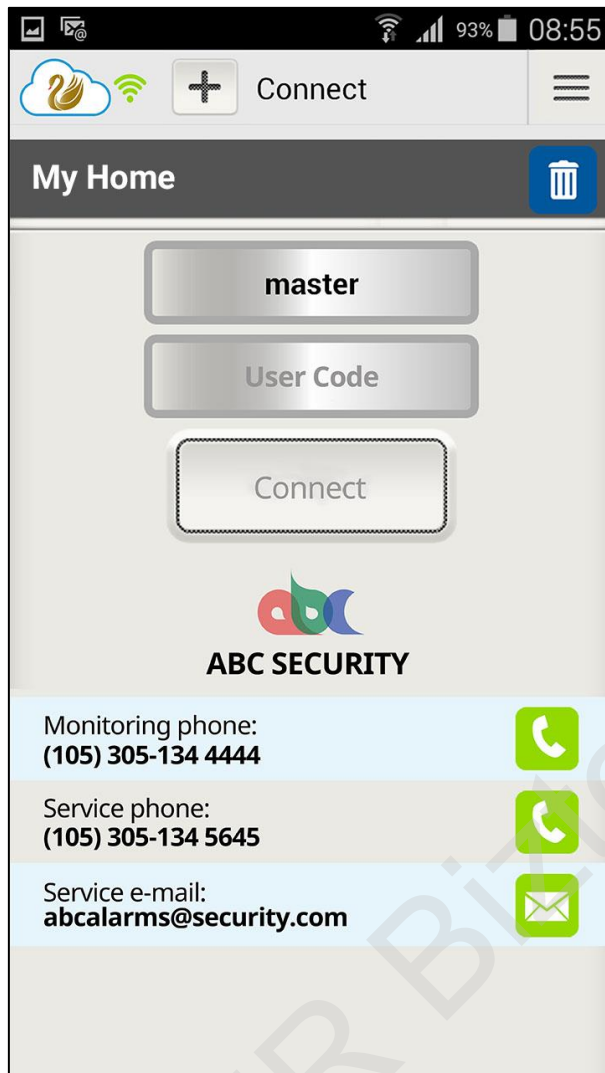 93% 08:55
Connect
My Home
master
User Code
Connect
abc
ABC SECURITY
Monitoring phone:
(105) 305-134 4444
Service phone:
(105) 305-134 5645
Service e-mail:
abcalarms@security.com